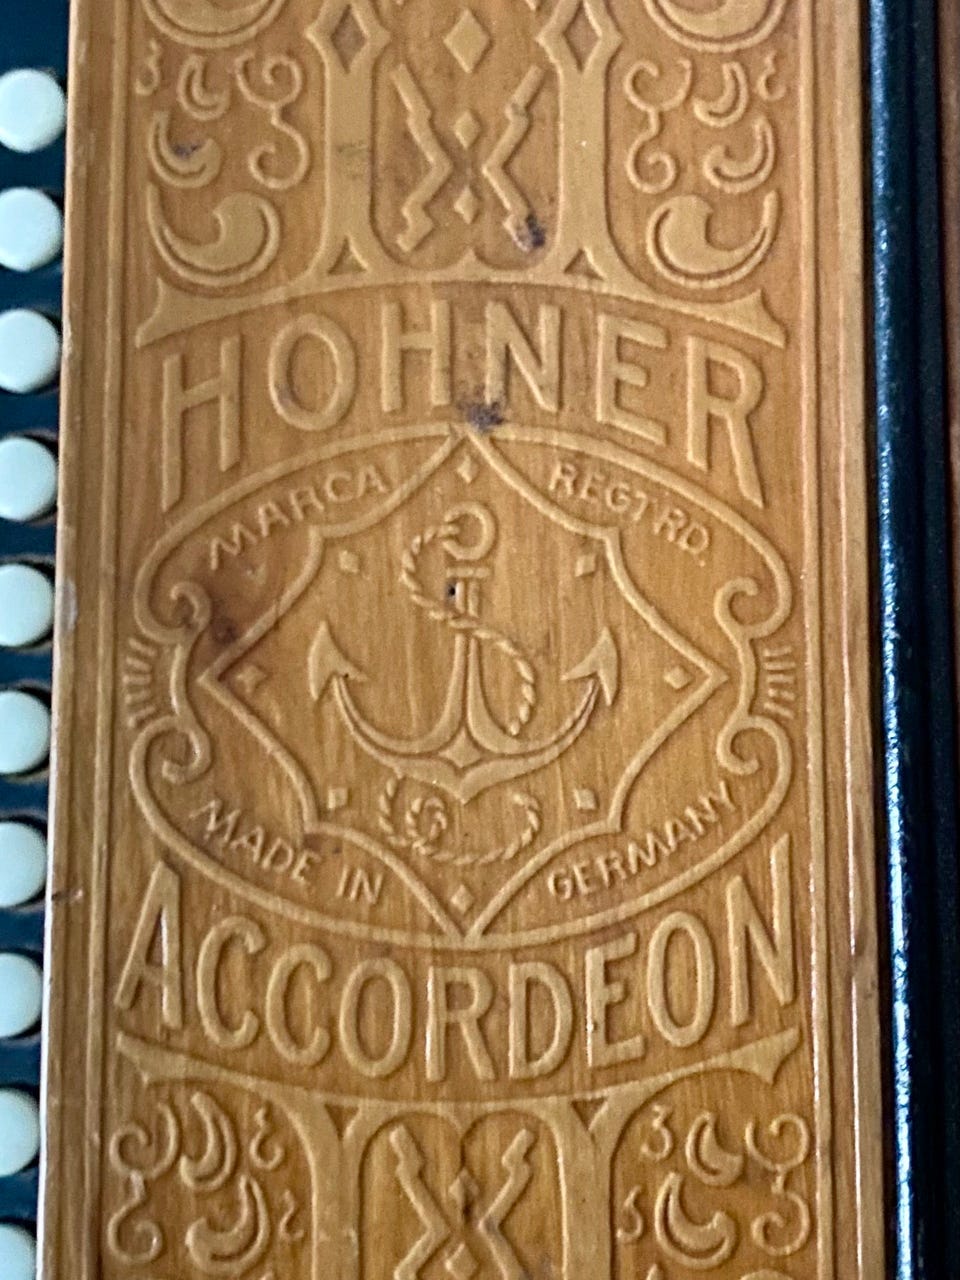 HOHNER
MARCA REGTRD.
MADE IN GERMANY
ACCORDEON